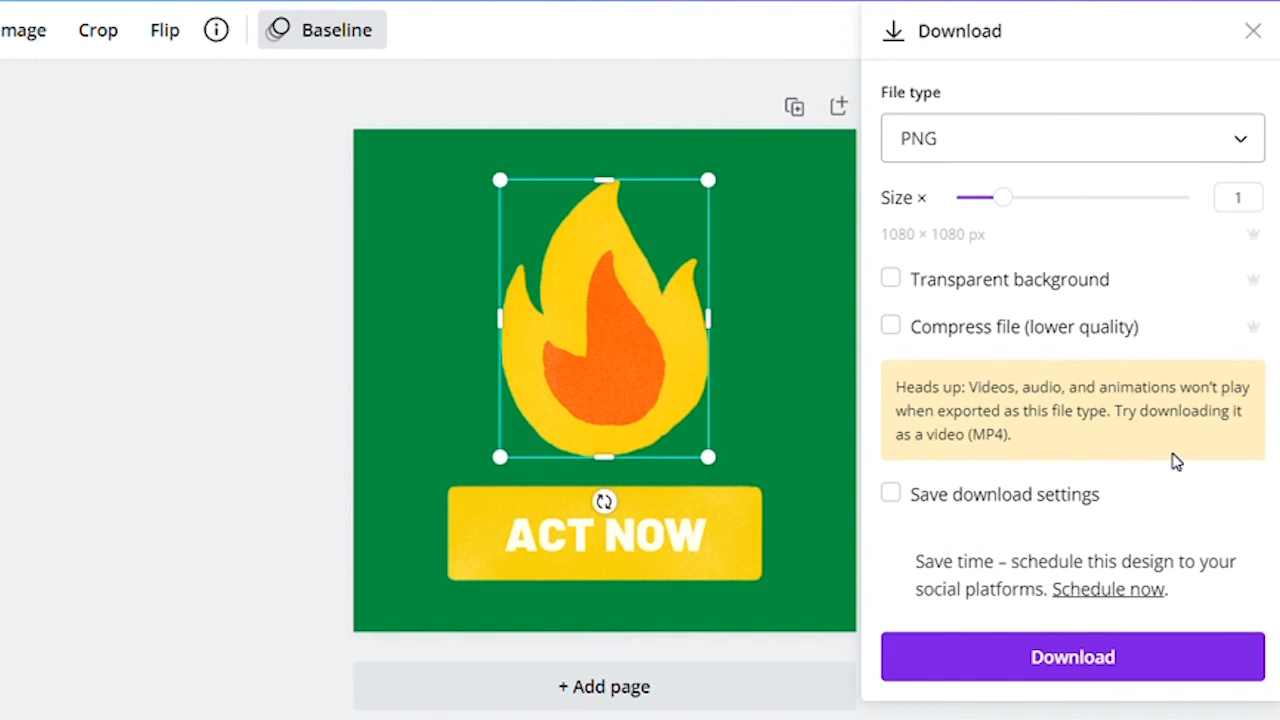 mage Crop Flip Baseline
Download
File type
PNG
Size × 1
1080 × 1080 px
Transparent background
Compress file (lower quality)
Heads up: Videos, audio, and animations won't play
when exported as this file type. Try downloading it
as a video (MP4).
Save download settings
Save time – schedule this design to your
social platforms. Schedule now.
Download
ACT NOW
+ Add page